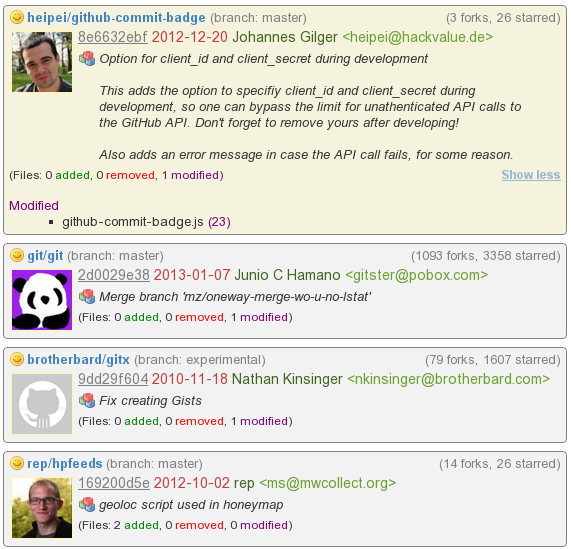 heipei/github-commit-badge (branch: master) (3 forks, 26 starred)
8e6632ebf 2012-12-20 Johannes Gilger <heipei@hackvalue.de>
Option for client_id and client_secret during development
This adds the option to specifiy client_id and client_secret during
development, so one can bypass the limit for unathenticated API calls to
the GitHub API. Don't forget to remove yours after developing!
Also adds an error message in case the API call fails, for some reason.
(Files: 0 added, 0 removed, 1 modified) Show less
Modified
github-commit-badge.js (23)
git/git (branch: master) (1093 forks, 3358 starred)
2d0029e38 2013-01-07 Junio C Hamano <gitster@pobox.com>
Merge branch 'mz/oneway-merge-wo-u-no-lstat'
(Files: 0 added, 0 removed, 1 modified)
brotherbard/gitx (branch: experimental) (79 forks, 1607 starred)
9dd29f604 2010-11-18 Nathan Kinsinger <nkinsinger@brotherbard.com>
Fix creating Gists
(Files: 0 added, 0 removed, 1 modified)
rep/hpfeeds (branch: master) (14 forks, 26 starred)
169200d5e 2012-10-02 rep <ms@mwcollect.org>
geoloc script used in honeymap
(Files: 2 added, 0 removed, 0 modified)